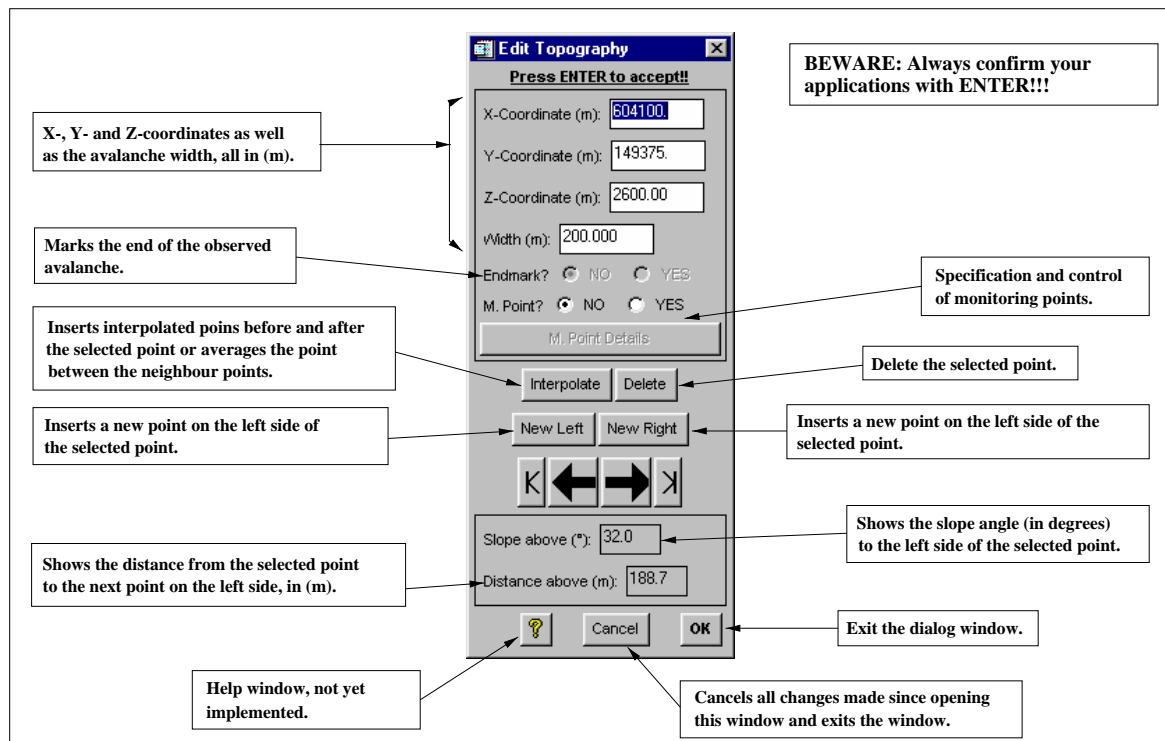 Edit Topography
Press ENTER to accept!!
BEWARE: Always confirm your
applications with ENTER!!!
X-Coordinate (m): 604100.
X-, Y- and Z-coordinates as well
as the avalanche width, all in (m).
Y-Coordinate (m): 149375.
Z-Coordinate (m): 2600.00
Width (m): 200.000
Marks the end of the observed
avalanche.
Endmark? NO YES
Specification and control
of monitoring points.
M. Point? NO YES
M. Point Details
Inserts interpolated poins before and after
the selected point or averages the point
between the neighbour points.
Interpolate Delete
Delete the selected point.
Inserts a new point on the left side of
the selected point.
New Left New Right
Inserts a new point on the left side of the
selected point.
Slope above (°): 32.0
Shows the slope angle (in degrees)
to the left side of the selected point.
Shows the distance from the selected point
to the next point on the left side, in (m).
Distance above (m): 188.7
? Cancel OK
Exit the dialog window.
Help window, not yet
implemented.
Cancels all changes made since opening
this window and exits the window.